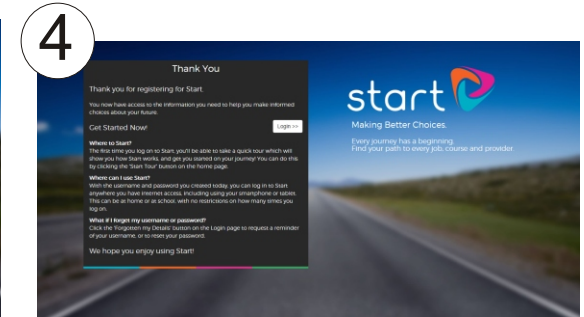 4
Thank You
Thank you for registering for Start.
You now have access to the information you need to help you make informed
choices about your future.
Get Started Now!
Login >>
Where to Start?
The first time you log on to Start, you'll be able to take a quick tour which will
show you how Start works, and get you started on your journey! You can do this
by clicking the 'Start Tour' button on the home page.
Where can I use Start?
With the username and password you created today, you can log in to Start
anywhere you have internet access, including using your smartphone or tablet.
This can be at home or at school, with no restrictions on how many times you
log on.
What if I forget my username or password?
Click the 'Forgotten my Details' button on the Login page to request a reminder
of your username, or to reset your password.
We hope you enjoy using Start!
start
Making Better Choices.
Every journey has a beginning.
Find your path to every job, course and provider.